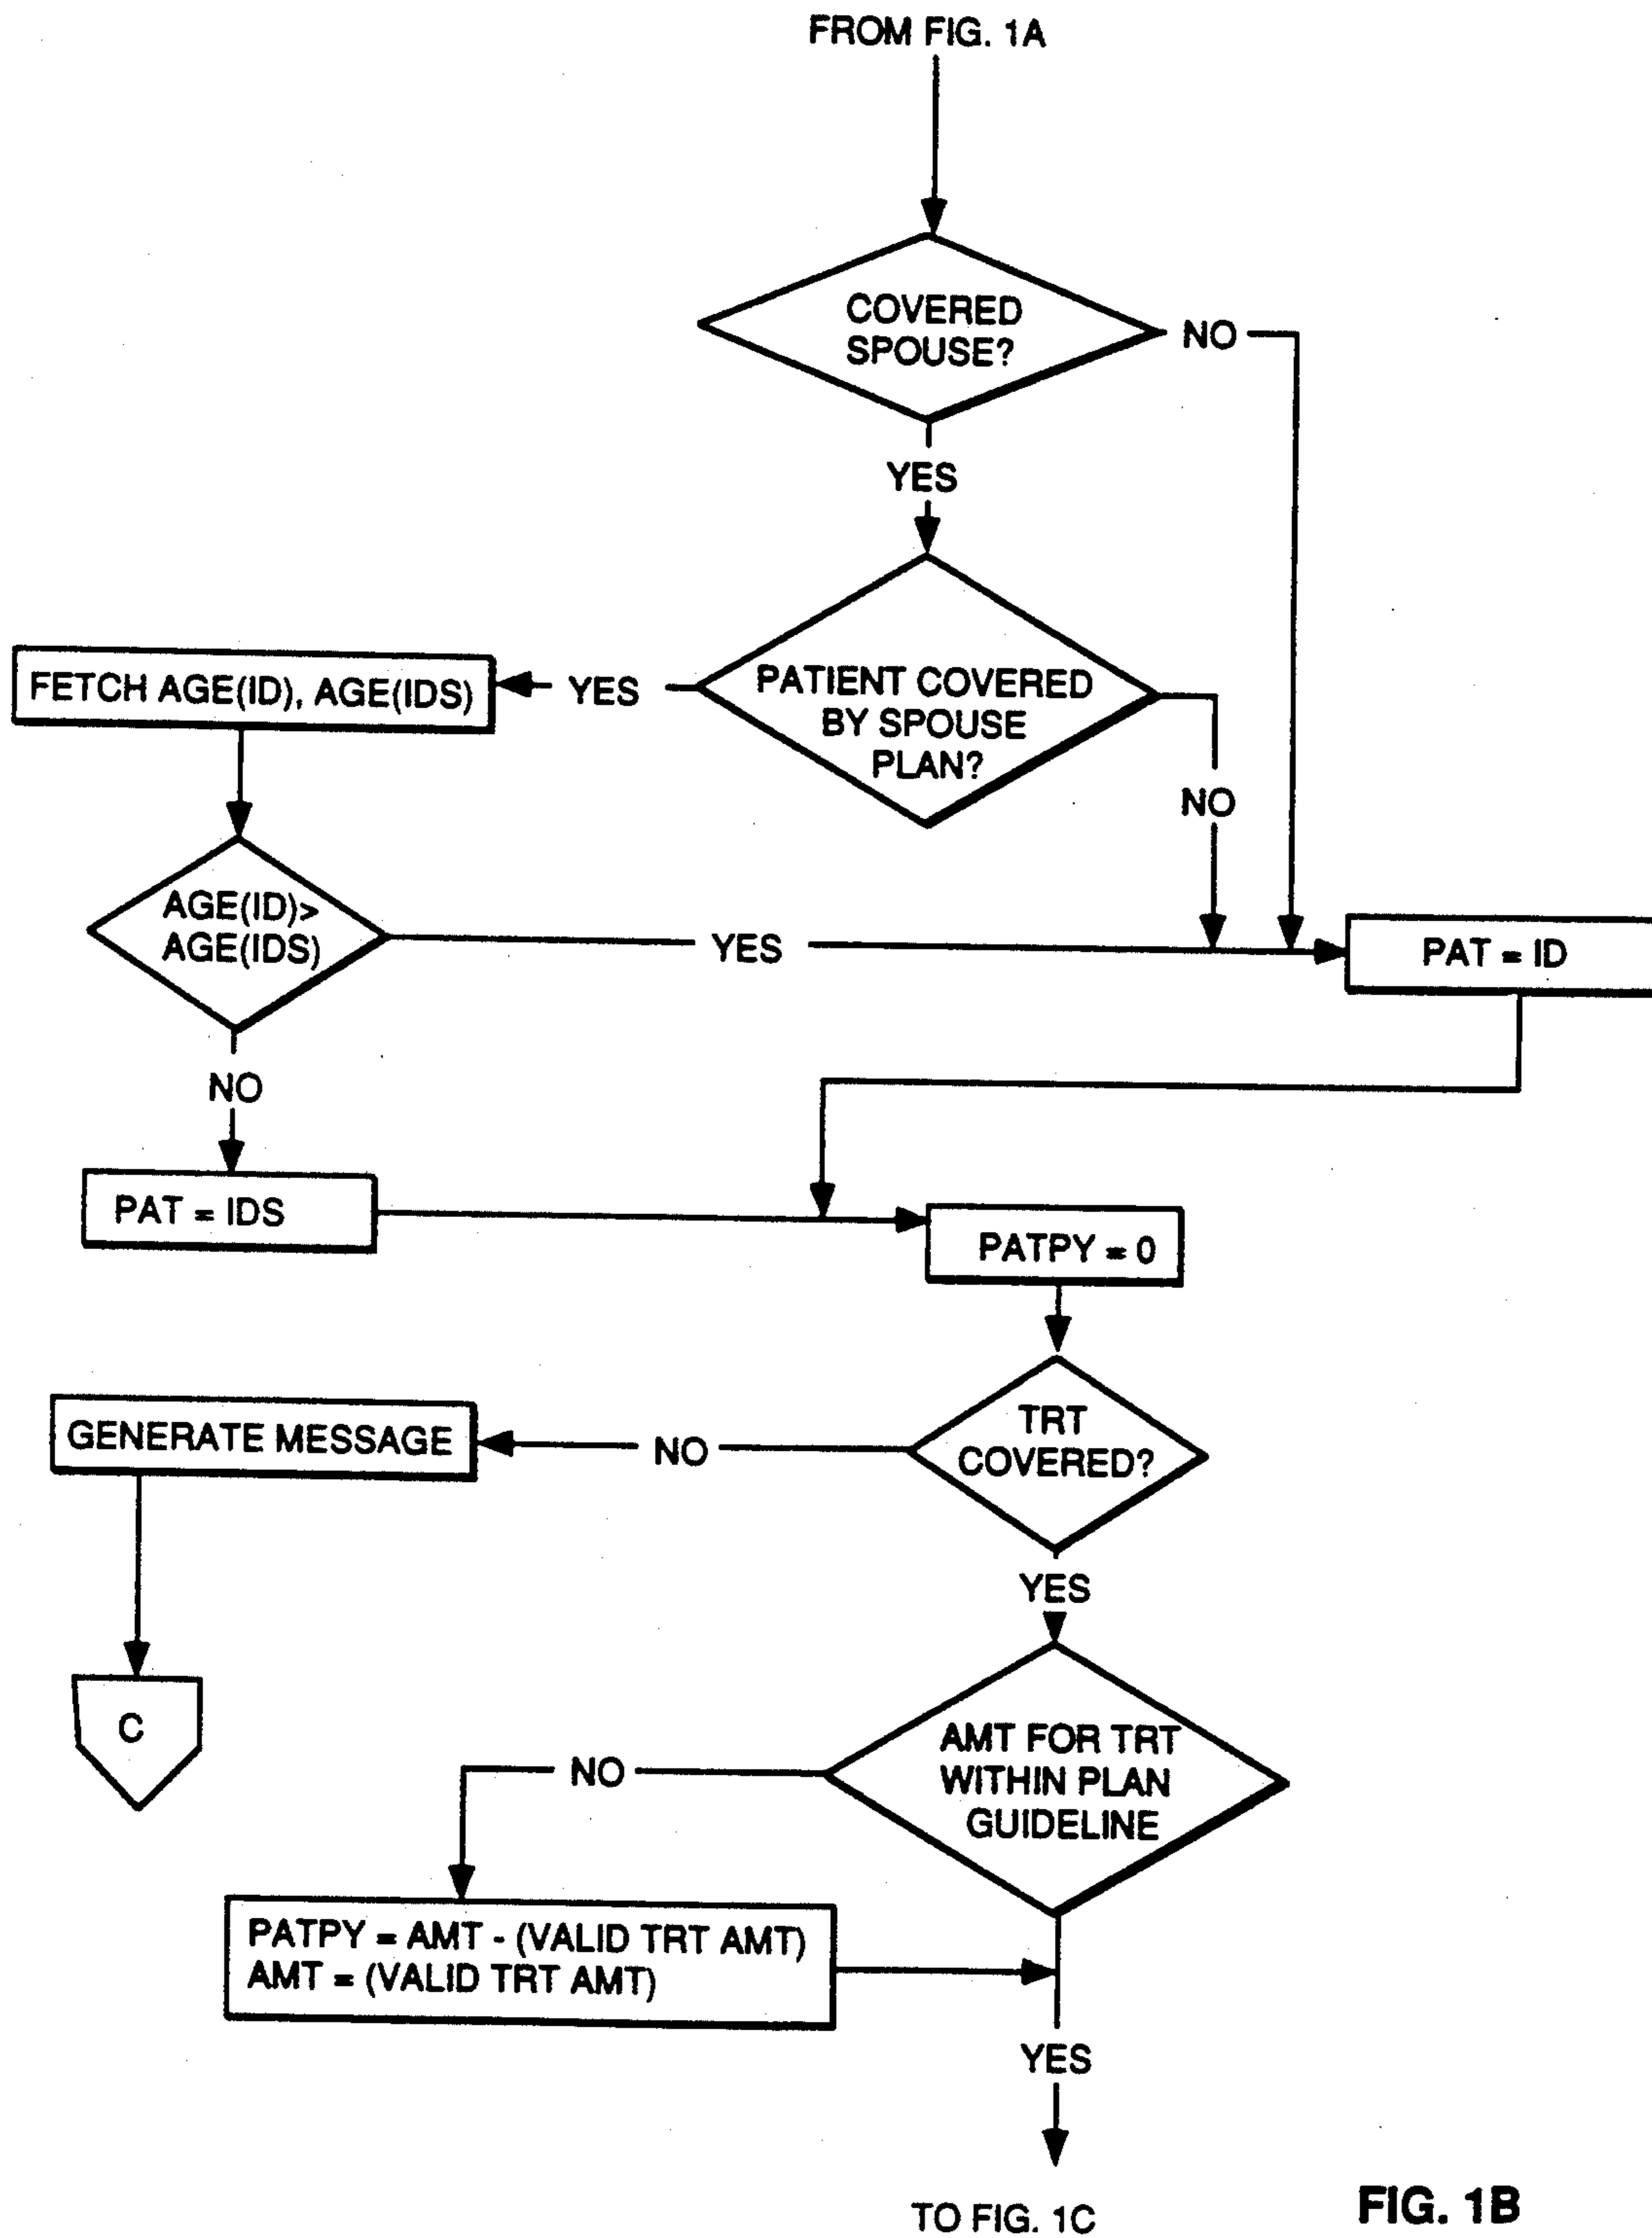 FROM FIG. 1A
COVERED
SPOUSE?
NO
YES
FETCH AGE(ID), AGE(IDS)
YES
PATIENT COVERED
BY SPOUSE
PLAN?
NO
AGE(ID)>
AGE(IDS)
YES
PAT = ID
NO
PAT = IDS
PATPY = 0
GENERATE MESSAGE
NO
TRT
COVERED?
YES
C
NO
AMT FOR TRT
WITHIN PLAN
GUIDELINE
PATPY = AMT - (VALID TRT AMT)
AMT = (VALID TRT AMT)
YES
TO FIG. 1C
FIG. 1B